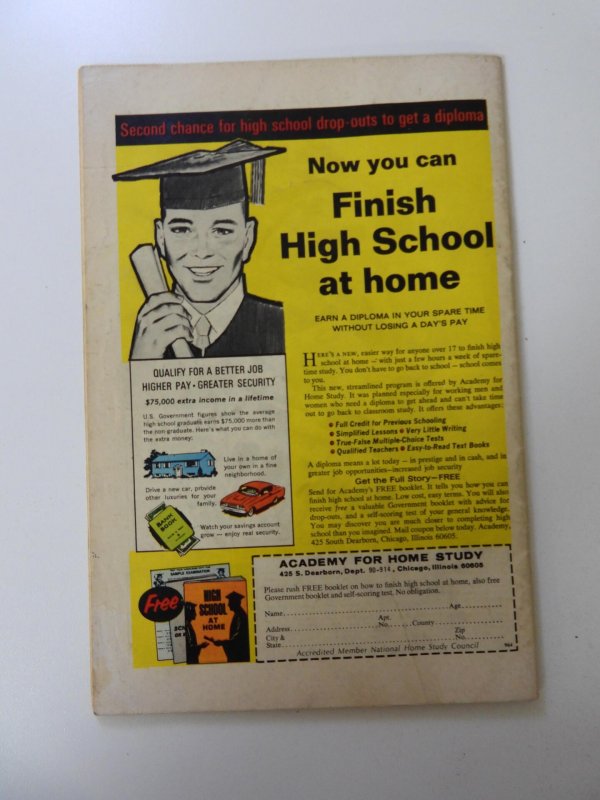 Second chance for high school drop-outs to get a diploma
Now you can
Finish
High School
at home
EARN A DIPLOMA IN YOUR SPARE TIME
WITHOUT LOSING A DAY'S PAY
HERE'S A NEW, easier way for anyone over 17 to finish high
school at home — with just a few hours a week of spare-
time study. You don't have to go back to school — school comes
to you.
This new, streamlined program is offered by Academy for
Home Study. It was planned especially for working men and
women who need a diploma to get ahead and can't take time
out to go back to classroom study. It offers these advantages:
• Full Credit for Previous Schooling
• Simplified Lessons • Very Little Writing
• True-False Multiple-Choice Tests
• Qualified Teachers • Easy-to-Read Text Books
A diploma means a lot today — in prestige and in cash, and in
greater job opportunities—increased job security
Get the Full Story—FREE
Send for Academy's FREE booklet. It tells you how you can
finish high school at home. Low cost, easy terms. You will also
receive free a valuable Government booklet with advice for
drop-outs, and a self-scoring test of your general knowledge.
You may discover you are much closer to completing high
school than you imagined. Mail coupon below today. Academy,
425 South Dearborn, Chicago, Illinois 60605.
QUALIFY FOR A BETTER JOB
HIGHER PAY • GREATER SECURITY
$75,000 extra income in a lifetime
U.S. Government figures show the average
high school graduate earns $75,000 more than
the non-graduate. Here's what you can do with
the extra money:
Live in a home of
your own in a fine
neighborhood.
Drive a new car, provide
other luxuries for your
family.
BANK
BOOK
Watch your savings account
grow — enjoy real security.
Free
SAMPLE EXAMINATION
HIGH
SCHOOL
AT
HOME
ACADEMY FOR HOME STUDY
425 S. Dearborn, Dept. 90-914, Chicago, Illinois 60605
Please rush FREE booklet on how to finish high school at home, also free
Government booklet and self-scoring test. No obligation.
Name Age
Address Apt. No. County
City & State Zip No.
Accredited Member National Home Study Council